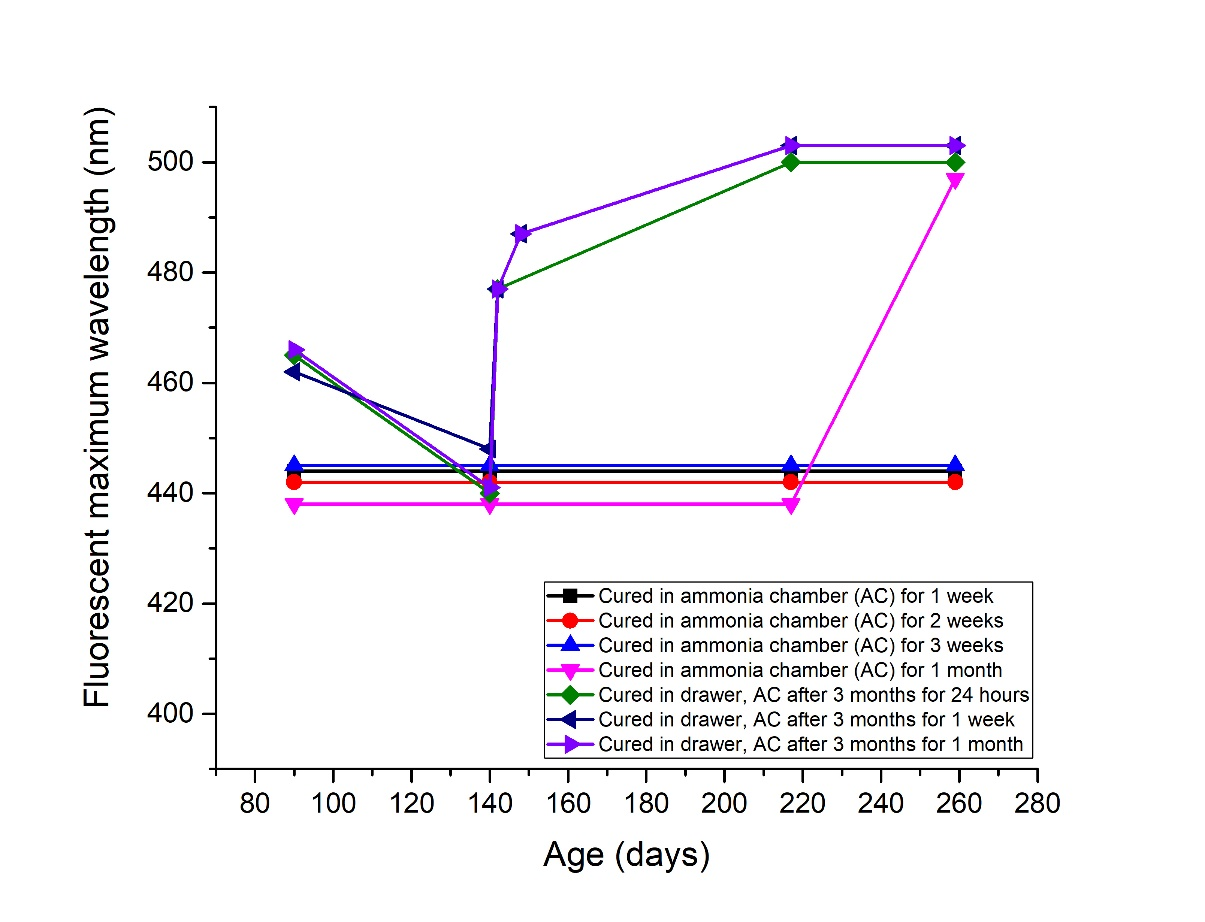 Fluorescent maximum wavelength (nm)
500
480
460
440
420
400
Cured in ammonia chamber (AC) for 1 week
Cured in ammonia chamber (AC) for 2 weeks
Cured in ammonia chamber (AC) for 3 weeks
Cured in ammonia chamber (AC) for 1 month
Cured in drawer, AC after 3 months for 24 hours
Cured in drawer, AC after 3 months for 1 week
Cured in drawer, AC after 3 months for 1 month
80 100 120 140 160 180 200 220 240 260 280
Age (days)